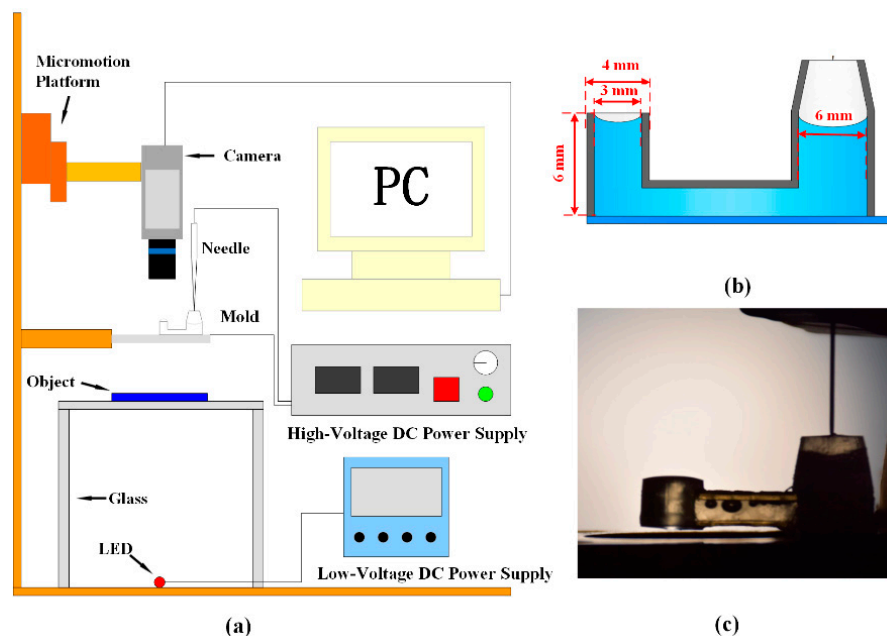 Micromotion
Platform
Camera
PC
Needle
Mold
Object
High-Voltage DC Power Supply
Glass
LED
Low-Voltage DC Power Supply
(a)
4 mm
3 mm
6 mm
6 mm
(b)
(c)